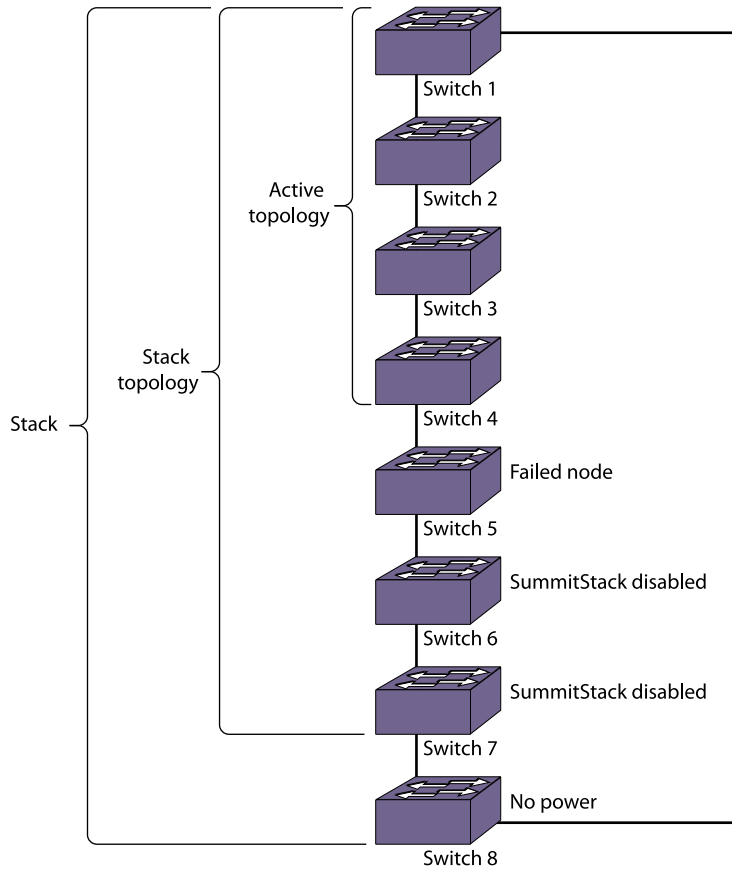 Switch 1
Switch 2
Active
topology
Switch 3
Stack
topology
Switch 4
Stack
Failed node
Switch 5
SummitStack disabled
Switch 6
SummitStack disabled
Switch 7
No power
Switch 8